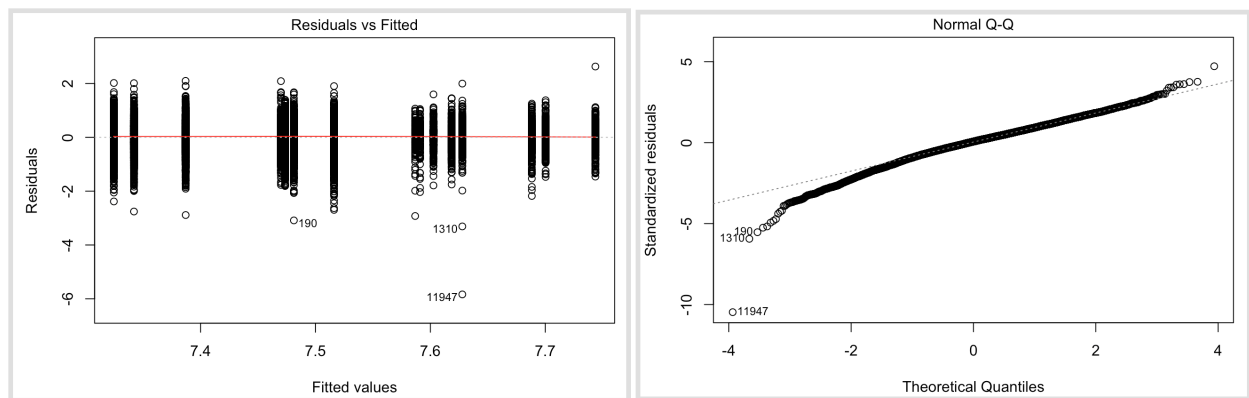 Residuals vs Fitted
Residuals
2
0
-2
-4
-6
190
1310
11947
7.4 7.5 7.6 7.7
Fitted values
Normal Q-Q
Standardized residuals
5
0
-5
-10
190
1310
11947
-4 -2 0 2 4
Theoretical Quantiles